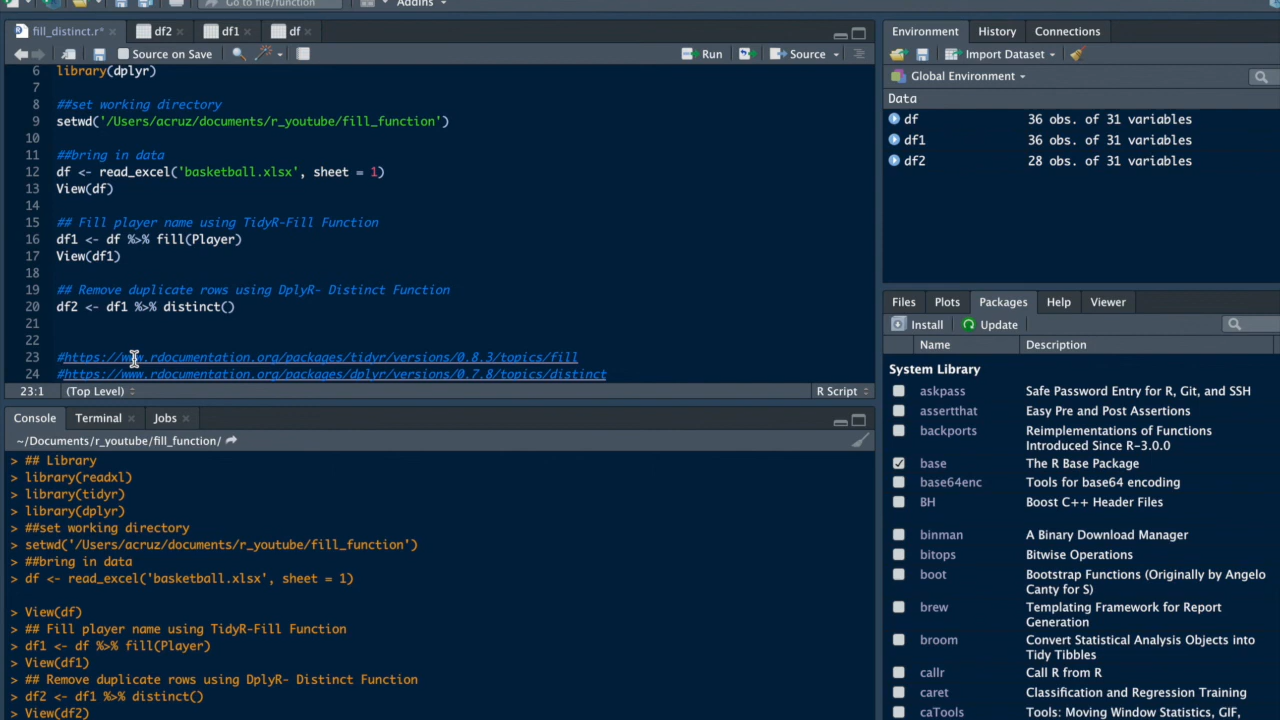 Go to file/function
Addins
fill_distinct.r*
df2
df1
df
Source on Save
Run
Source
6 library(dplyr)
7
8 ##set working directory
9 setwd('/Users/acruz/documents/r_youtube/fill_function')
10
11 ##bring in data
12 df <- read_excel('basketball.xlsx', sheet = 1)
13 View(df)
14
15 ## Fill player name using TidyR-Fill Function
16 df1 <- df %>% fill(Player)
17 View(df1)
18
19 ## Remove duplicate rows using DplyR- Distinct Function
20 df2 <- df1 %>% distinct()
21
22
23 #https://www.rdocumentation.org/packages/tidyr/versions/0.8.3/topics/fill
24 #https://www.rdocumentation.org/packages/dplyr/versions/0.7.8/topics/distinct
23:1 (Top Level) R Script
Console Terminal Jobs
~/Documents/r_youtube/fill_function/
> ## Library
> library(readxl)
> library(tidyr)
> library(dplyr)
> ##set working directory
> setwd('/Users/acruz/documents/r_youtube/fill_function')
> ##bring in data
> df <- read_excel('basketball.xlsx', sheet = 1)
> View(df)
> ## Fill player name using TidyR-Fill Function
> df1 <- df %>% fill(Player)
> View(df1)
> ## Remove duplicate rows using DplyR- Distinct Function
> df2 <- df1 %>% distinct()
> View(df2)
Environment History Connections
Import Dataset
Global Environment
Data
df 36 obs. of 31 variables
df1 36 obs. of 31 variables
df2 28 obs. of 31 variables
Files Plots Packages Help Viewer
Install Update
Name Description
System Library
askpass Safe Password Entry for R, Git, and SSH
assertthat Easy Pre and Post Assertions
backports Reimplementations of Functions
Introduced Since R-3.0.0
base The R Base Package
base64enc Tools for base64 encoding
BH Boost C++ Header Files
binman A Binary Download Manager
bitops Bitwise Operations
boot Bootstrap Functions (Originally by Angelo
Canty for S)
brew Templating Framework for Report
Generation
broom Convert Statistical Analysis Objects into
Tidy Tibbles
callr Call R from R
caret Classification and Regression Training
caTools Tools: Moving Window Statistics, GIF,